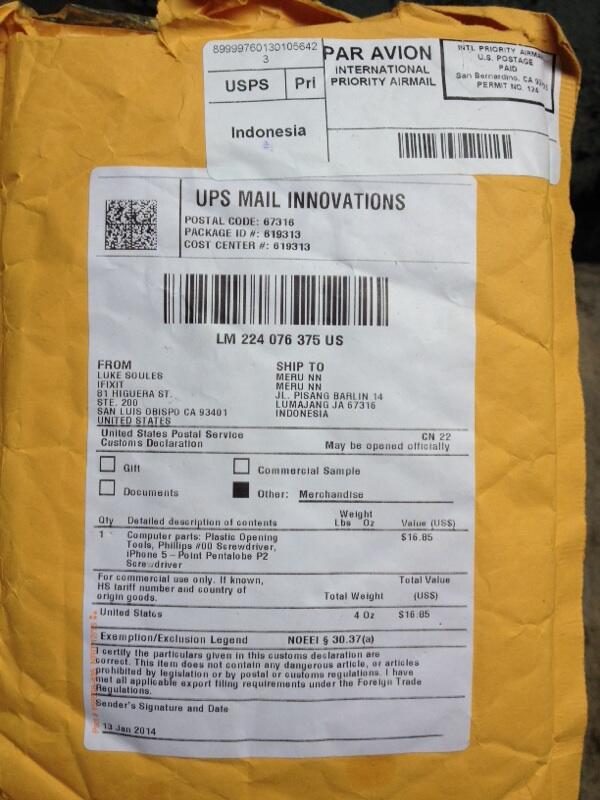 89999760130105642
3
USPS Pri
Indonesia
PAR AVION
INTERNATIONAL
PRIORITY AIRMAIL
INTL PRIORITY
U.S. POSTAGE
PAID
San Bernardino, CA
PERMIT NO. 124
UPS MAIL INNOVATIONS
POSTAL CODE: 67316
PACKAGE ID #: 619313
COST CENTER #: 619313
LM 224 076 375 US
FROM
LUKE SOULES
IFIXIT
81 HIGUERA ST.
STE. 200
SAN LUIS OBISPO CA 93401
UNITED STATES
SHIP TO
MERU NN
MERU NN
JL. PISANG BARLIN 14
LUMAJANG JA 67316
INDONESIA
United States Postal Service
Customs Declaration
CN 22
May be opened officially
Gift
Commercial Sample
Documents
Other: Merchandise
Qty Detailed description of contents Weight Lbs Oz Value (US$)
1 Computer parts: Plastic Opening $16.85
Tools, Phillips #00 Screwdriver,
iPhone 5 - Point Pentalobe P2
Screwdriver
For commercial use only. If known,
HS tariff number and country of
origin goods.
Total Weight
Total Value
(US$)
United States 4 Oz $16.85
Exemption/Exclusion Legend NOEEI § 30.37(a)
I certify the particulars given in this customs declaration are
correct. This item does not contain any dangerous article, or articles
prohibited by legislation or by postal or customs regulations. I have
met all applicable export filing requirements under the Foreign Trade
Regulations.
Sender's Signature and Date
13 Jan 2014